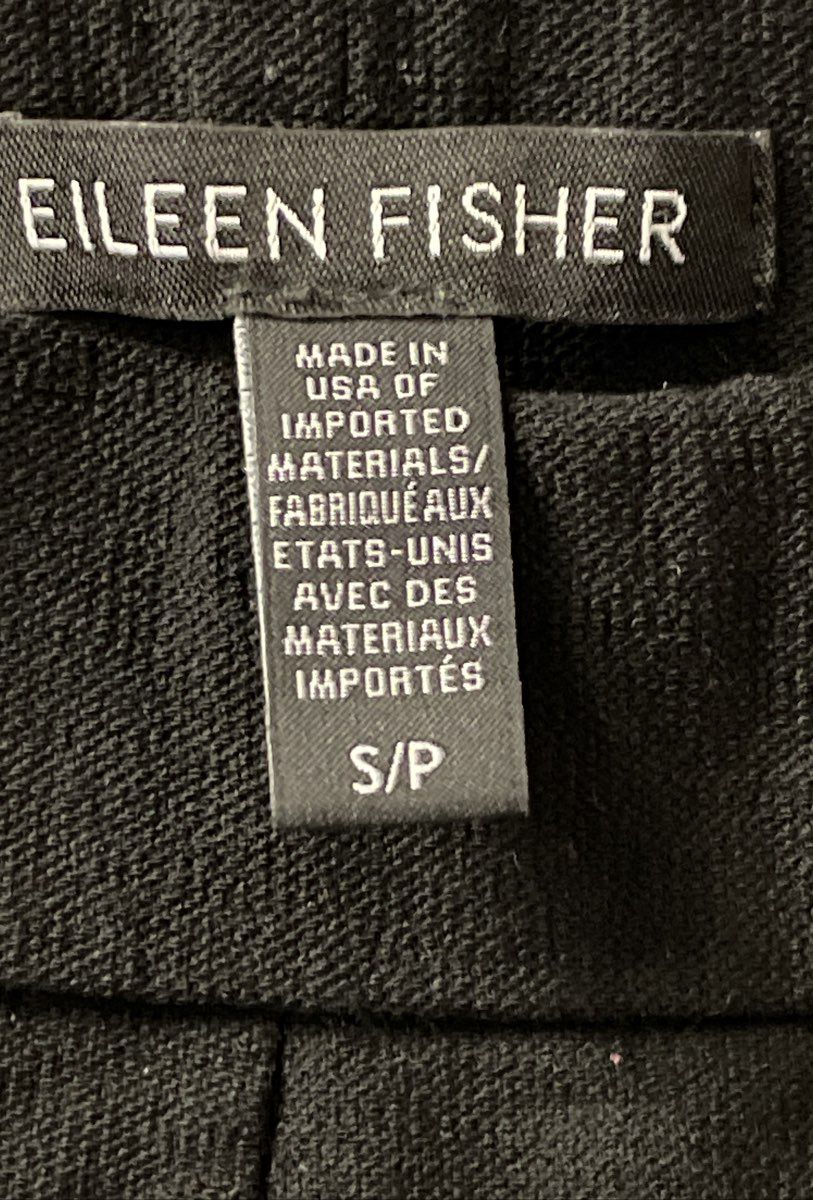 EILEEN FISHER
MADE IN
USA OF
IMPORTED
MATERIALS/
FABRIQUÉ AUX
ETATS-UNIS
AVEC DES
MATERIAUX
IMPORTÉS
S/P